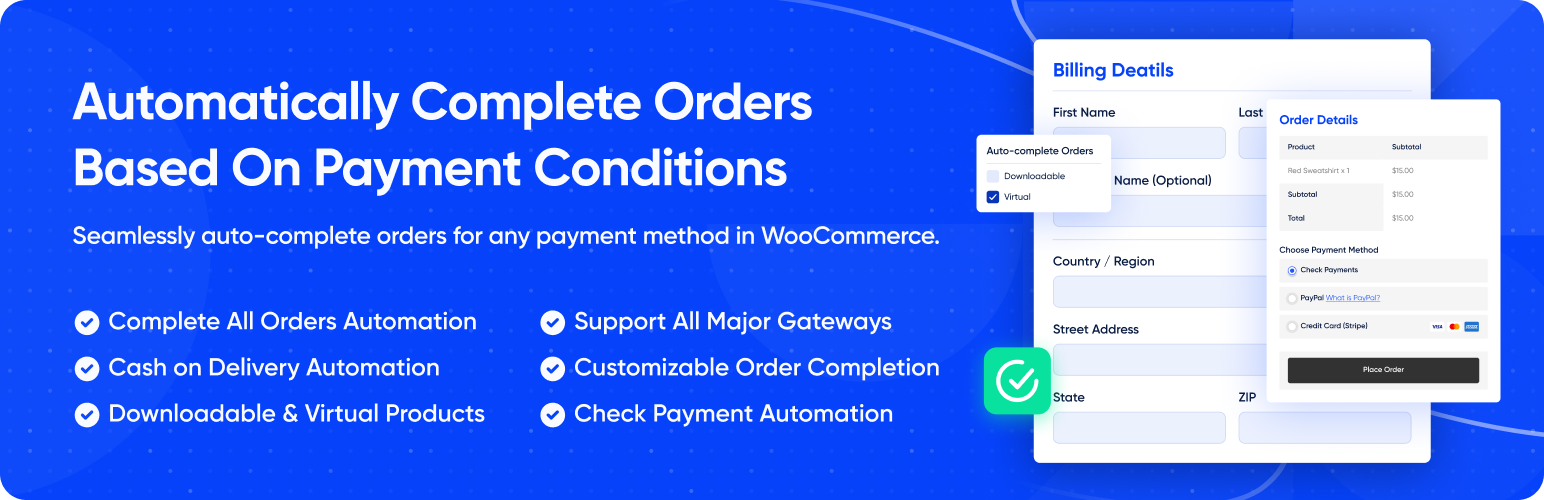 Automatically Complete Orders
Based On Payment Conditions
Seamlessly auto-complete orders for any payment method in WooCommerce.
Complete All Orders Automation
Cash on Delivery Automation
Downloadable & Virtual Products
Support All Major Gateways
Customizable Order Completion
Check Payment Automation
Billing Deatils
First Name
Last
Auto-complete Orders
Downloadable
Virtual
Name (Optional)
Country / Region
Street Address
State
ZIP
Order Details
Product Subtotal
Red Sweatshirt x 1 $15.00
Subtotal $15.00
Total $15.00
Choose Payment Method
Check Payments
PayPal What is PayPal?
Credit Card (Stripe) VISA
Place Order